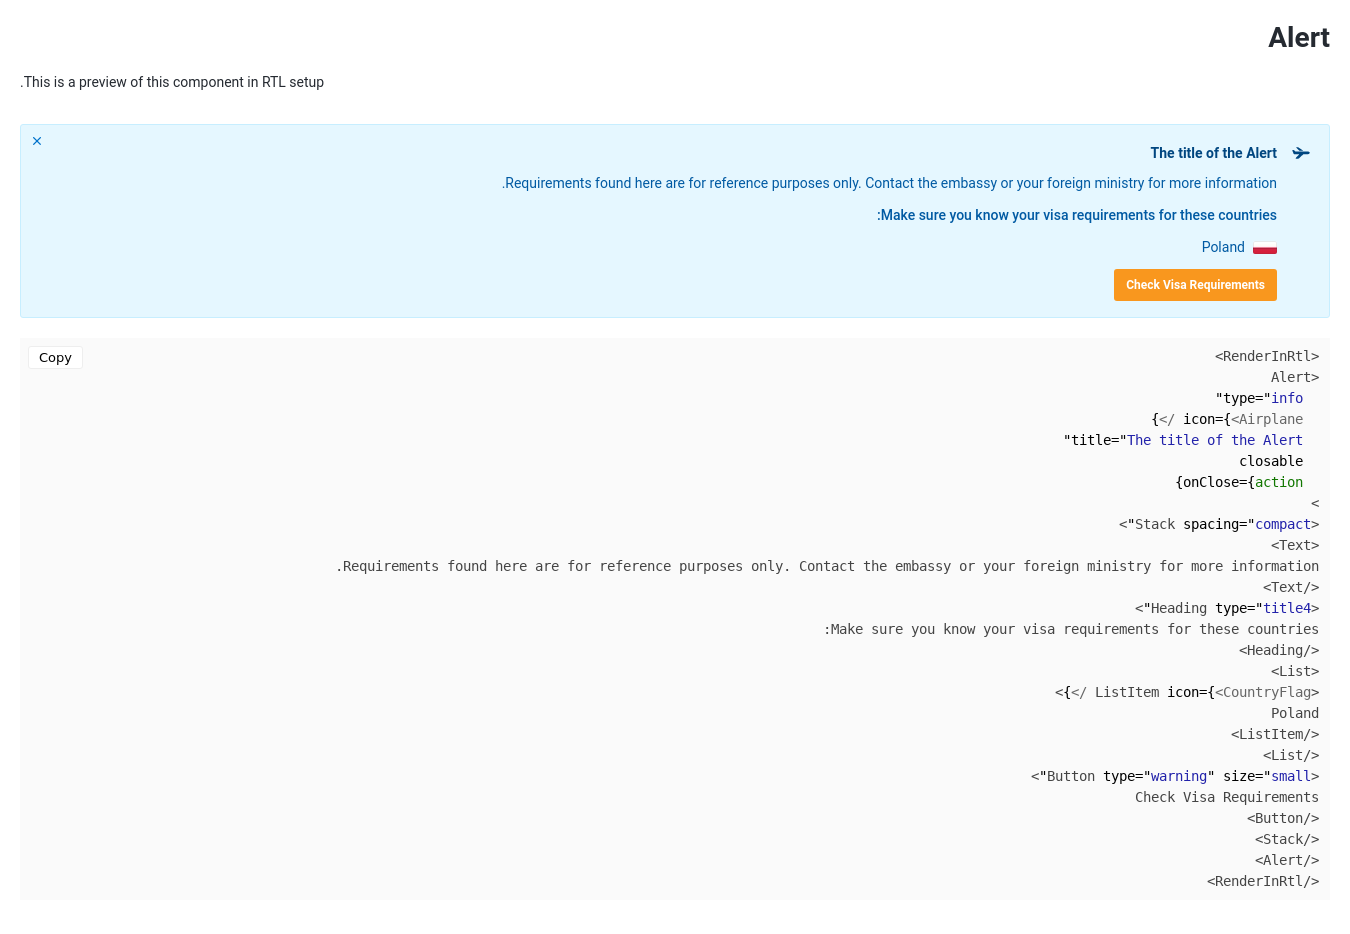 Alert
.This is a preview of this component in RTL setup
The title of the Alert
.Requirements found here are for reference purposes only. Contact the embassy or your foreign ministry for more information
:Make sure you know your visa requirements for these countries
Poland
Check Visa Requirements
Copy
<RenderInRtl>
Alert>
"type="info
{</ icon={<Airplane
"title="The title of the Alert
closable
{onClose={action
<
<"Stack spacing="compact>
<Text>
.Requirements found here are for reference purposes only. Contact the embassy or your foreign ministry for more information
<Text/>
<"Heading type="title4>
:Make sure you know your visa requirements for these countries
<Heading/>
<List>
<{</ ListItem icon={<CountryFlag>
Poland
<ListItem/>
<List/>
<"Button type="warning" size="small>
Check Visa Requirements
<Button/>
<Stack/>
<Alert/>
<RenderInRtl/>